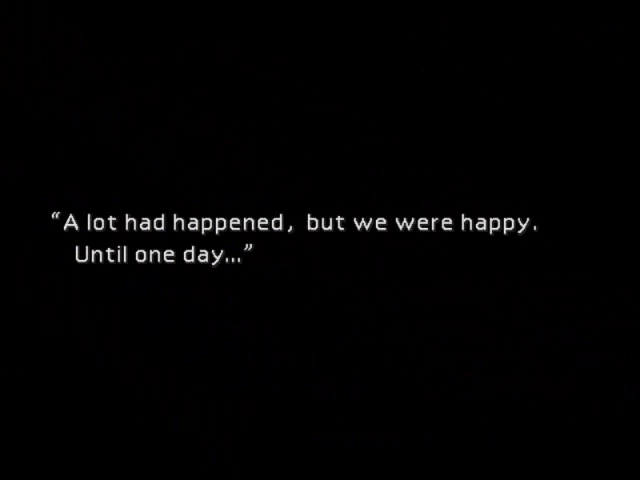 “A lot had happened, but we were happy.
Until one day...”